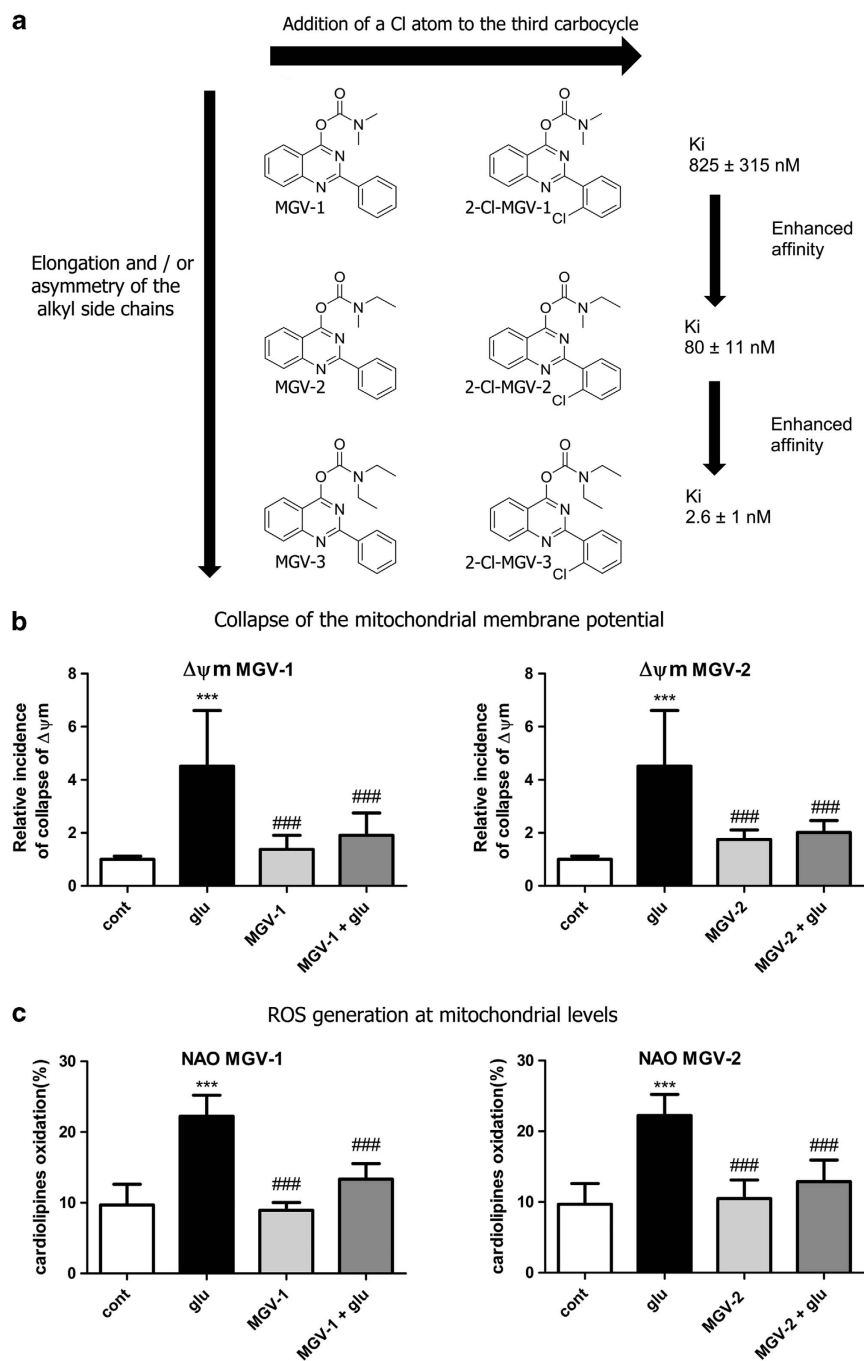 a
Addition of a Cl atom to the third carbocycle
Elongation and / or
asymmetry of the
alkyl side chains
O
O
N
N
N
MGV-1
O
O
N
N
N
Cl
2-Cl-MGV-1
Ki
825 ± 315 nM
Enhanced
affinity
O
O
N
N
N
MGV-2
O
O
N
N
N
Cl
2-Cl-MGV-2
Ki
80 ± 11 nM
Enhanced
affinity
O
O
N
N
N
MGV-3
O
O
N
N
N
Cl
2-Cl-MGV-3
Ki
2.6 ± 1 nM
b
Collapse of the mitochondrial membrane potential
Δψm MGV-1
Relative incidence
of collapse of Δψm
8
6
4
2
0
***
###
###
cont
glu
MGV-1
MGV-1 + glu
Δψm MGV-2
Relative incidence
of collapse of Δψm
8
6
4
2
0
***
###
###
cont
glu
MGV-2
MGV-2 + glu
c
ROS generation at mitochondrial levels
NAO MGV-1
cardiolipines oxidation(%)
30
20
10
0
***
###
###
cont
glu
MGV-1
MGV-1 + glu
NAO MGV-2
cardiolipines oxidation(%)
30
20
10
0
***
###
###
cont
glu
MGV-2
MGV-2 + glu